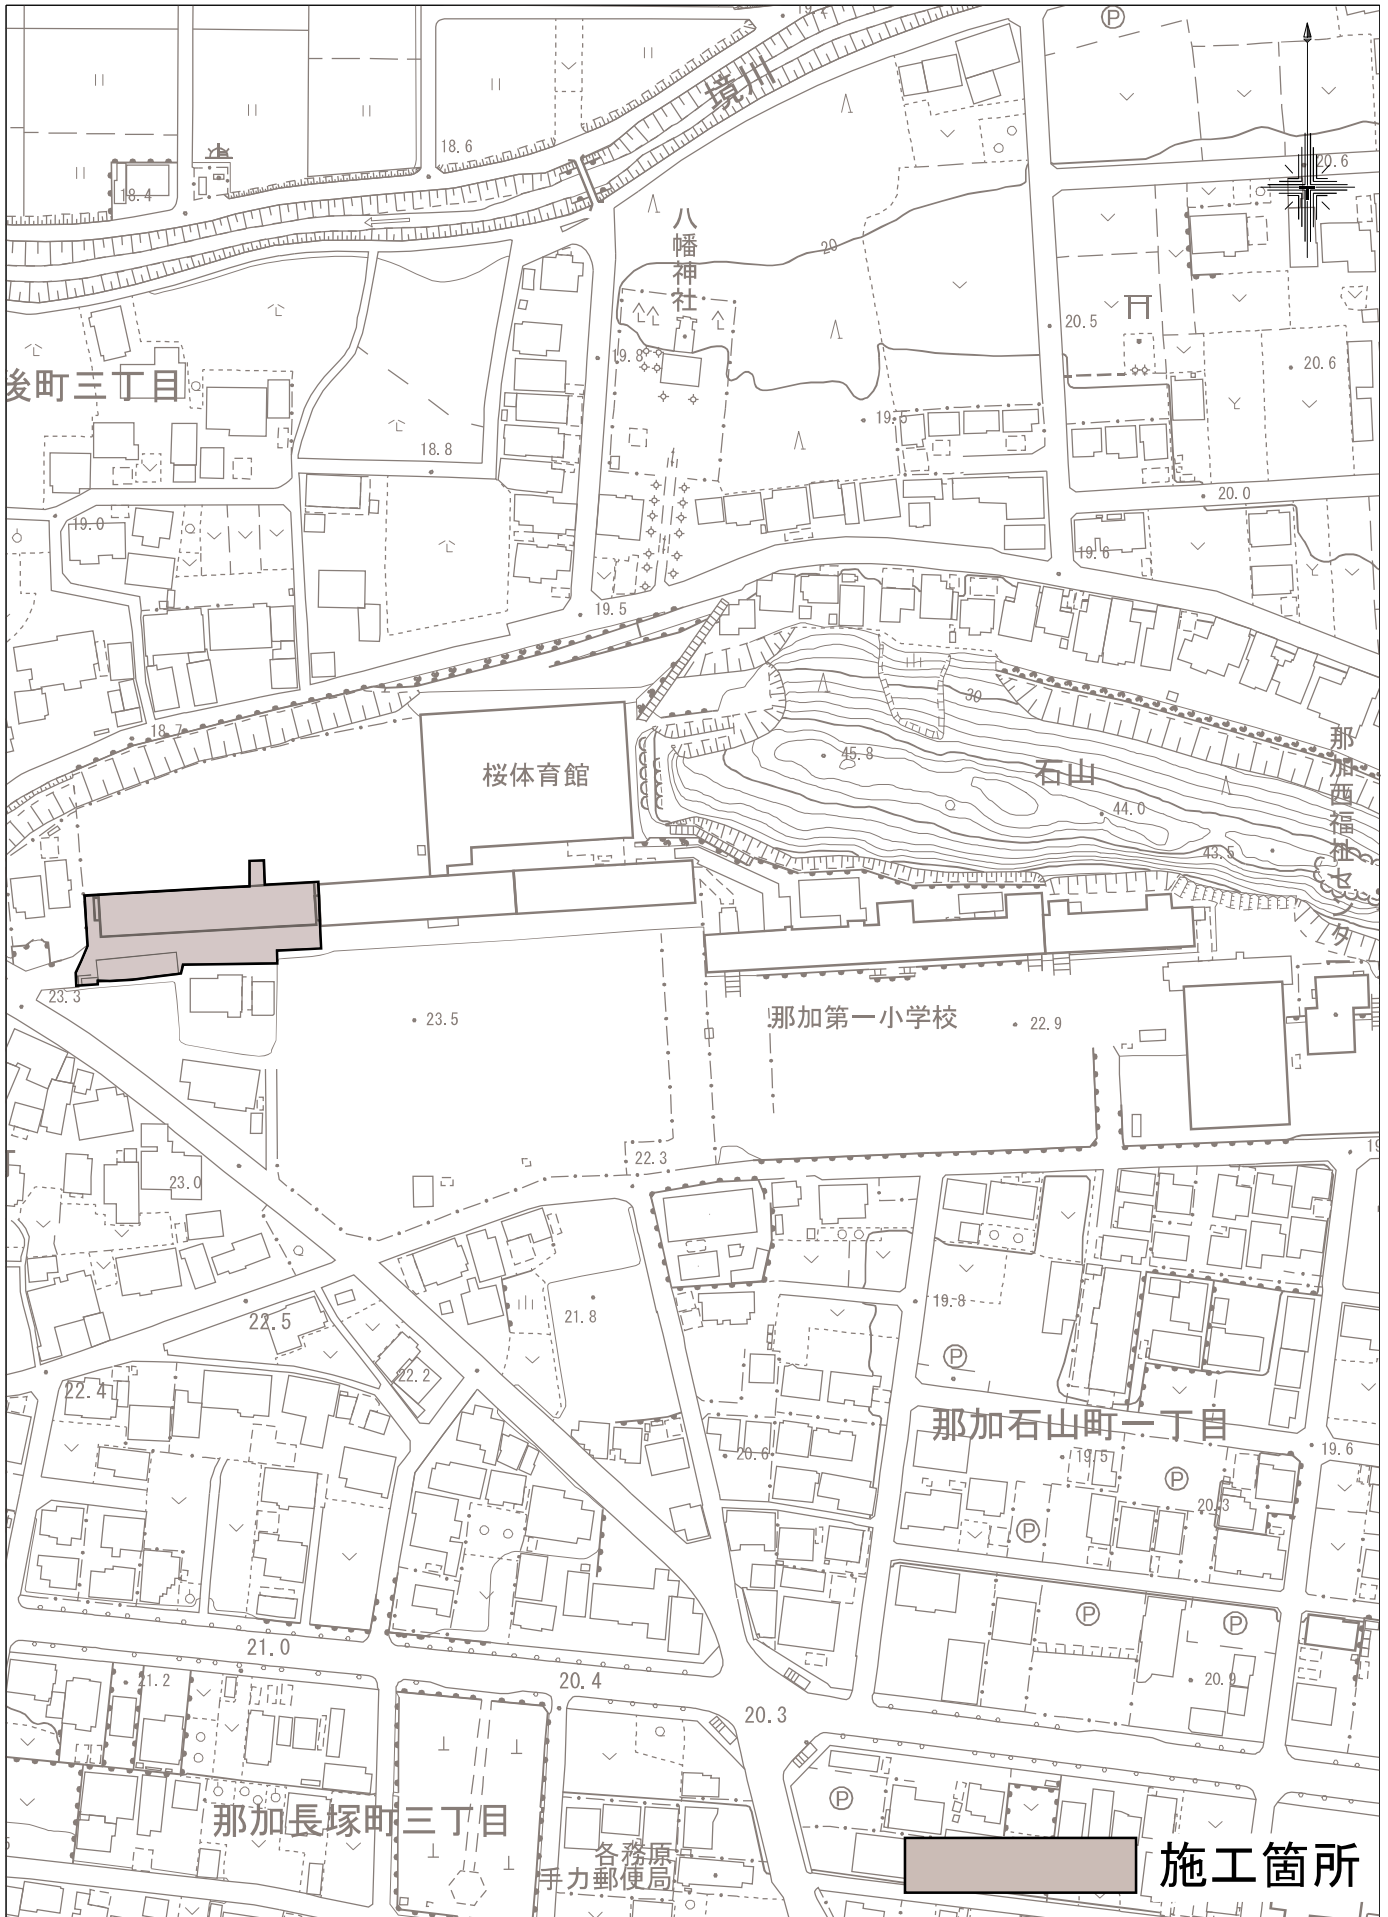 19.2
P
境川
18.6
18.4
20.6
八幡神社
20
20.5
19.8
20.6
後町三丁目
19.5
18.8
20.0
19.0
19.6
19.5
30
18.7
那加西福祉センター
45.8
石山
桜体育館
44.0
43.5
23.3
23.5
那加第一小学校
22.9
22.3
23.0
19.8
21.8
22.5
P
22.2
22.4
那加石山町一丁目
19.6
20.6
19.5
P
20.3
P
P
P
21.0
21.2
20.4
20.9
20.3
P
那加長塚町三丁目
各務原
手力郵便局
施工箇所